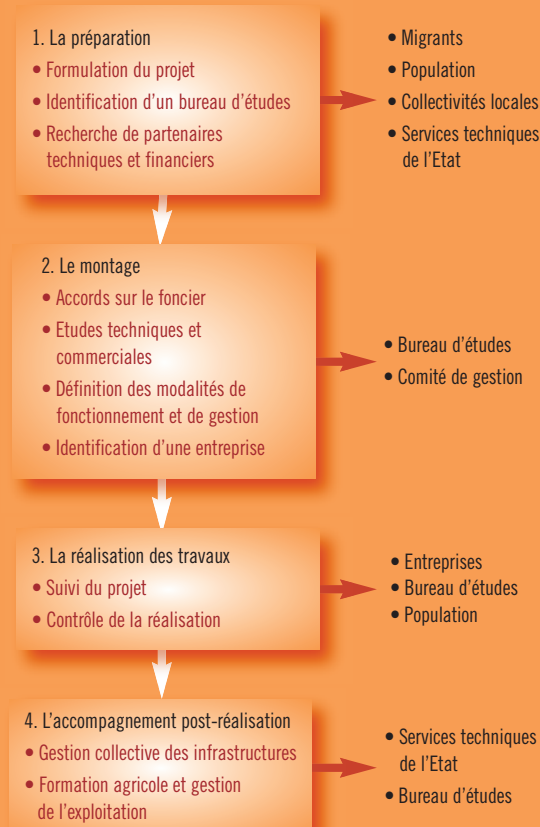 1. La préparation
• Formulation du projet
• Identification d'un bureau d'études
• Recherche de partenaires
techniques et financiers
• Migrants
• Population
• Collectivités locales
• Services techniques
de l'Etat
2. Le montage
• Accords sur le foncier
• Etudes techniques et
commerciales
• Définition des modalités de
fonctionnement et de gestion
• Identification d'une entreprise
• Bureau d'études
• Comité de gestion
3. La réalisation des travaux
• Suivi du projet
• Contrôle de la réalisation
• Entreprises
• Bureau d'études
• Population
4. L'accompagnement post-réalisation
• Gestion collective des infrastructures
• Formation agricole et gestion
de l'exploitation
• Services techniques
de l'Etat
• Bureau d'études